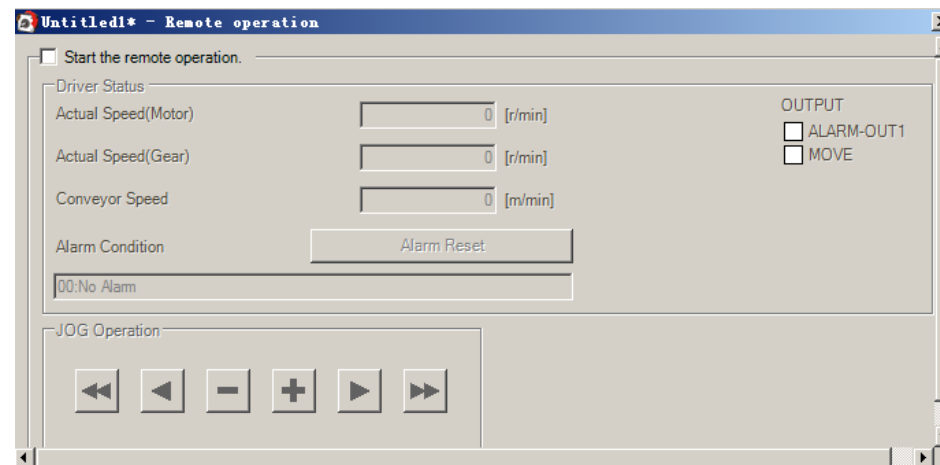 Untitled1* - Remote operation
Start the remote operation.
Driver Status
Actual Speed(Motor) 0 [r/min]
Actual Speed(Gear) 0 [r/min]
Conveyor Speed 0 [m/min]
OUTPUT
ALARM-OUT1
MOVE
Alarm Condition Alarm Reset
00:No Alarm
JOG Operation